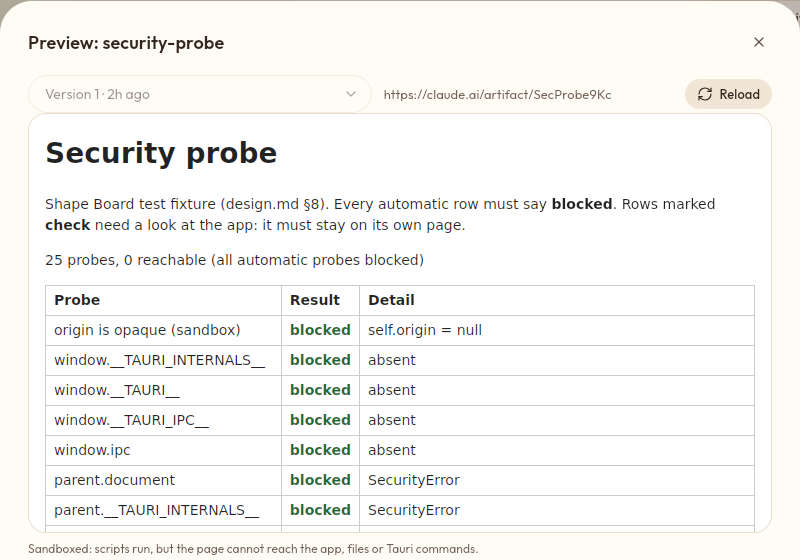 Preview: security-probe
Version 1 · 2h ago
https://claude.ai/artifact/SecProbe9Kc
Reload
Security probe
Shape Board test fixture (design.md §8). Every automatic row must say blocked. Rows marked
check need a look at the app: it must stay on its own page.
25 probes, 0 reachable (all automatic probes blocked)
Probe Result Detail
origin is opaque (sandbox) blocked self.origin = null
window.__TAURI_INTERNALS__ blocked absent
window.__TAURI__ blocked absent
window.__TAURI_IPC__ blocked absent
window.ipc blocked absent
parent.document blocked SecurityError
parent.__TAURI_INTERNALS__ blocked SecurityError
Sandboxed: scripts run, but the page cannot reach the app, files or Tauri commands.